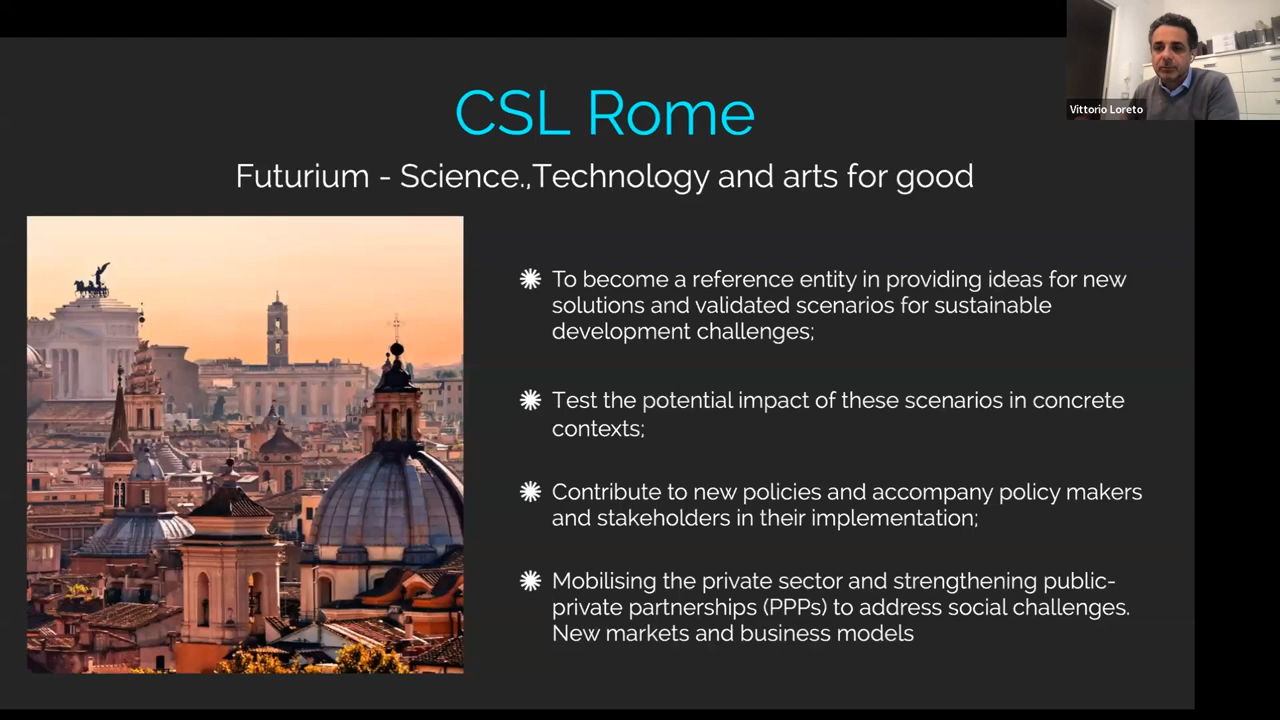 Vittorio Loreto
CSL Rome
Futurium - Science.,Technology and arts for good
To become a reference entity in providing ideas for new
solutions and validated scenarios for sustainable
development challenges;
Test the potential impact of these scenarios in concrete
contexts;
Contribute to new policies and accompany policy makers
and stakeholders in their implementation;
Mobilising the private sector and strengthening public-
private partnerships (PPPs) to address social challenges.
New markets and business models